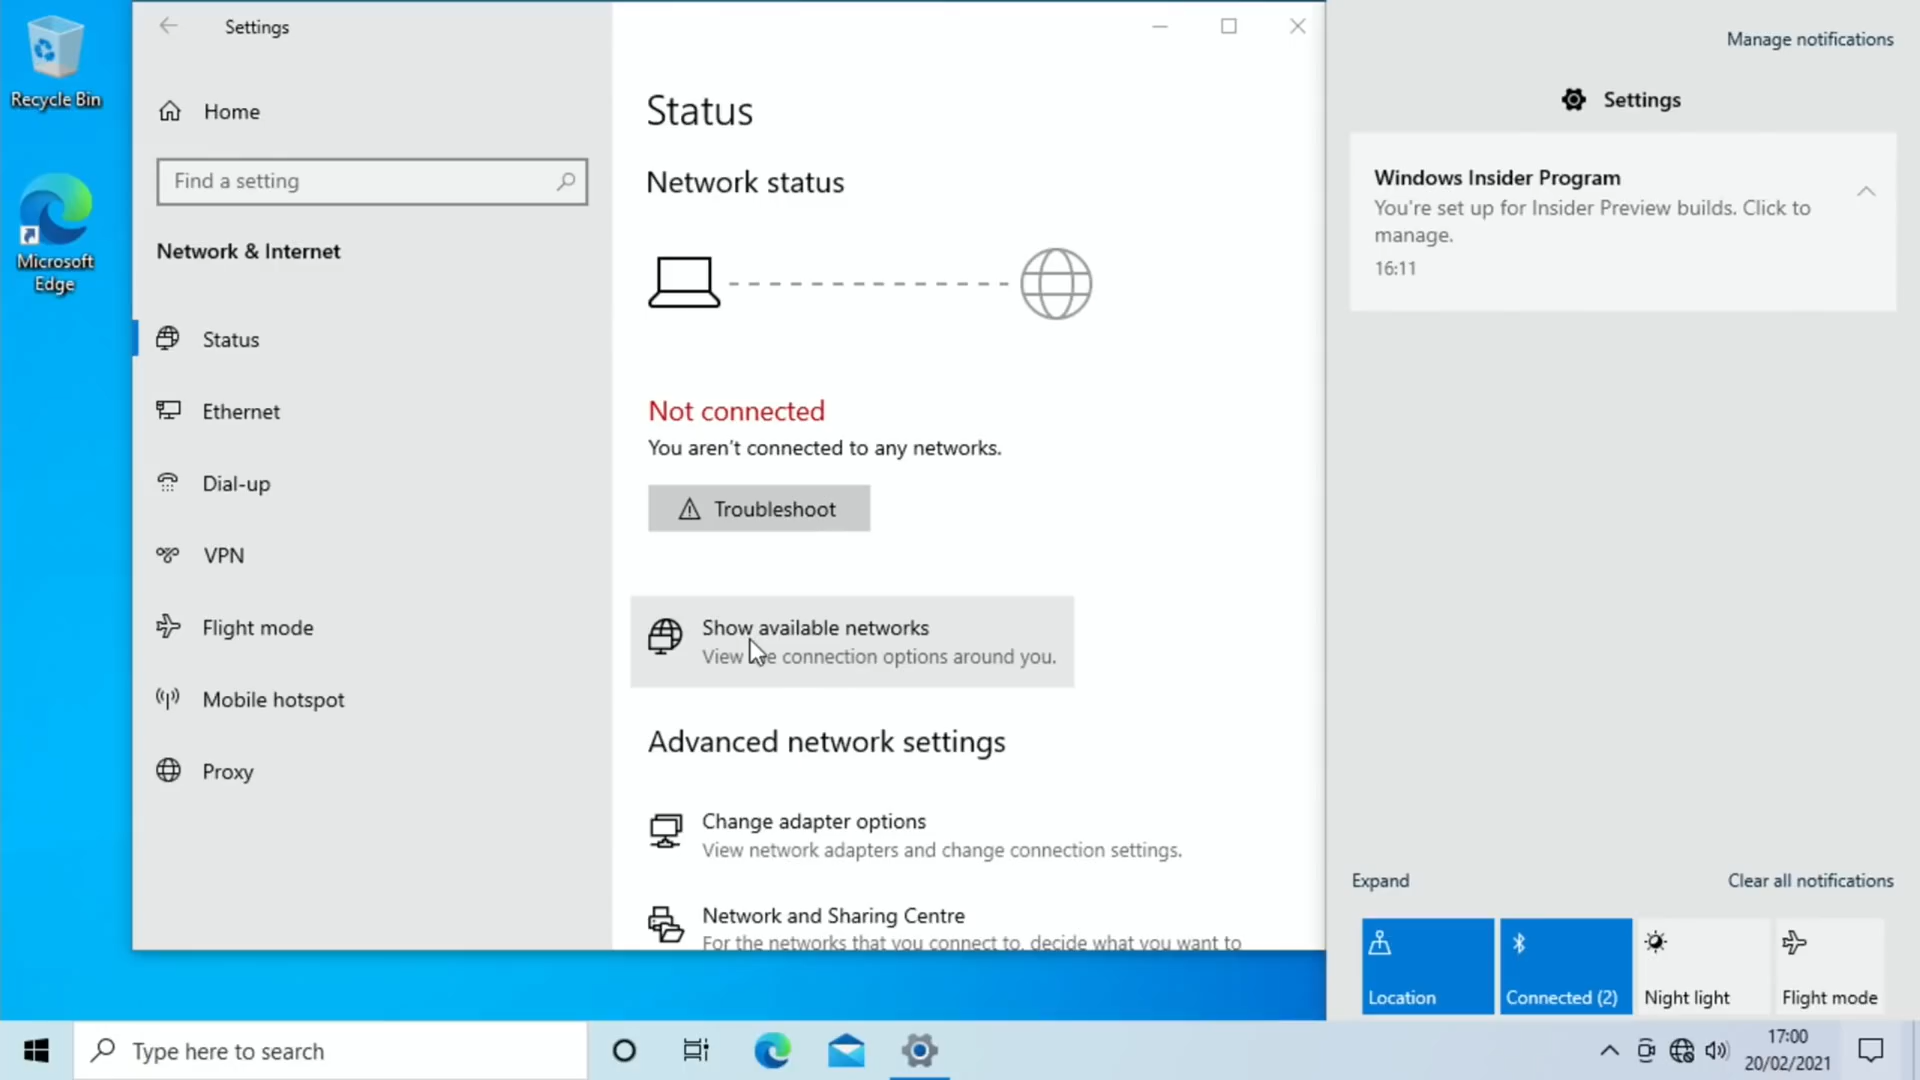 Recycle Bin
Microsoft
Edge
Settings
Home
Find a setting
Network & Internet
Status
Ethernet
Dial-up
VPN
Flight mode
Mobile hotspot
Proxy
Status
Network status
Not connected
You aren't connected to any networks.
Troubleshoot
Show available networks
View the connection options around you.
Advanced network settings
Change adapter options
View network adapters and change connection settings.
Network and Sharing Centre
For the networks that you connect to, decide what you want to
Manage notifications
Settings
Windows Insider Program
You're set up for Insider Preview builds. Click to
manage.
16:11
Expand
Clear all notifications
Location
Connected (2)
Night light
Flight mode
Type here to search
17:00
20/02/2021